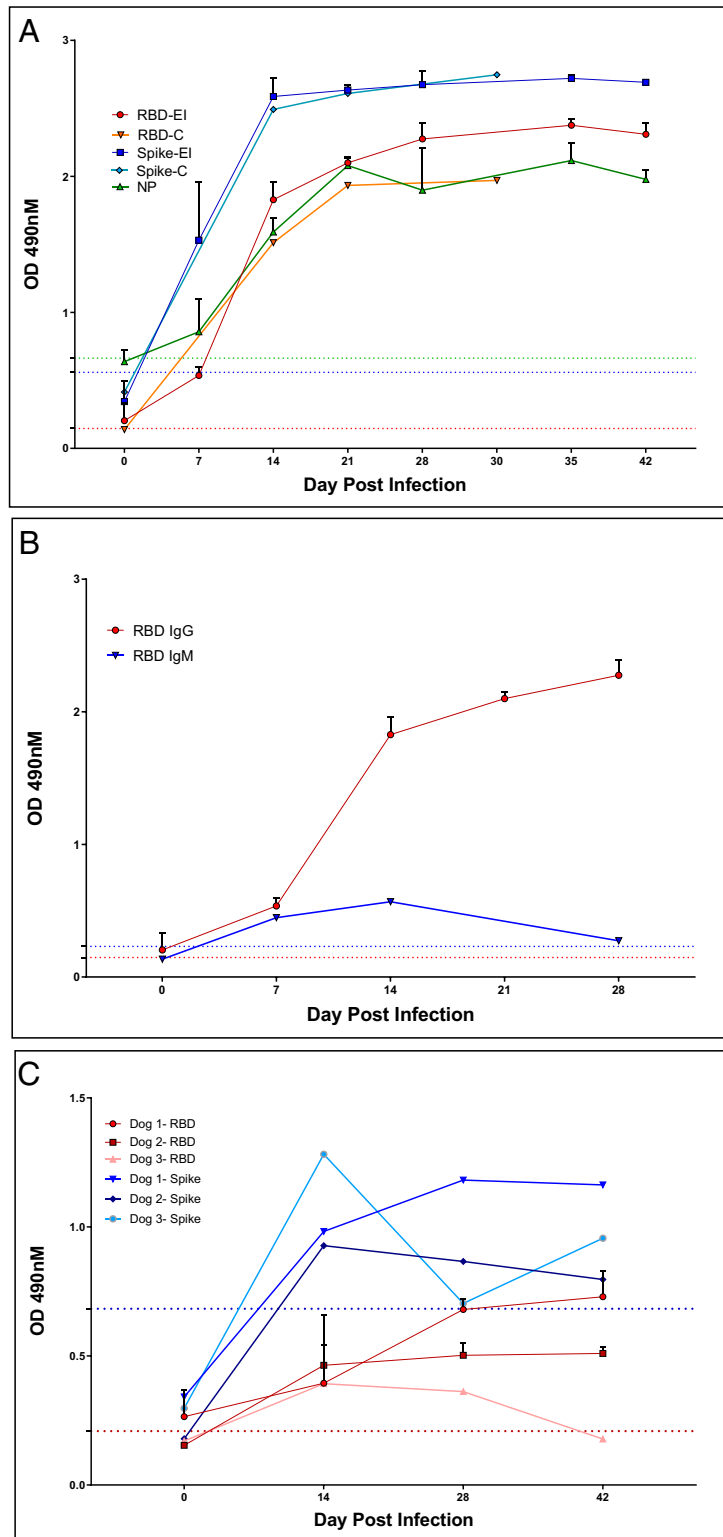 A
3
2
1
0
OD 490nM
RBD-EI
RBD-C
Spike-EI
Spike-C
NP
0 7 14 21 28 30 35 42
Day Post Infection
B
3
2
1
0
OD 490nM
RBD IgG
RBD IgM
0 7 14 21 28
Day Post Infection
C
1.5
1.0
0.5
0.0
OD 490nM
Dog 1- RBD
Dog 2- RBD
Dog 3- RBD
Dog 1- Spike
Dog 2- Spike
Dog 3- Spike
0 14 28 42
Day Post Infection